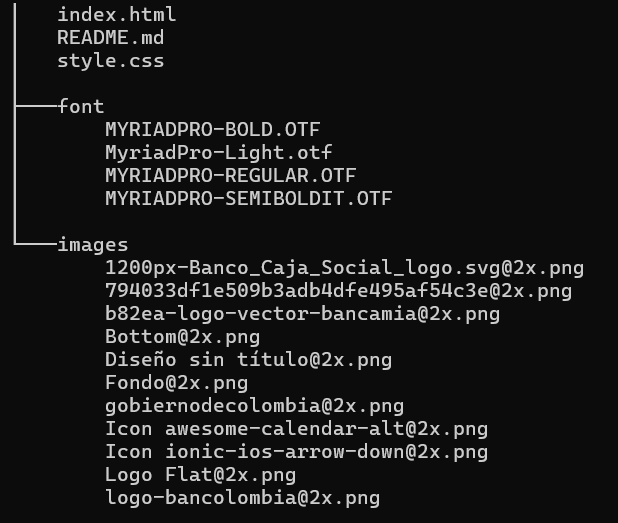 index.html
README.md
style.css
font
MYRIADPRO-BOLD.OTF
MyriadPro-Light.otf
MYRIADPRO-REGULAR.OTF
MYRIADPRO-SEMIBOLDIT.OTF
images
1200px-Banco_Caja_Social_logo.svg@2x.png
794033df1e509b3adb4dfe495af54c3e@2x.png
b82ea-logo-vector-bancamia@2x.png
Bottom@2x.png
Diseño sin título@2x.png
Fondo@2x.png
gobiernodecolombia@2x.png
Icon awesome-calendar-alt@2x.png
Icon ionic-ios-arrow-down@2x.png
Logo Flat@2x.png
logo-bancolombia@2x.png